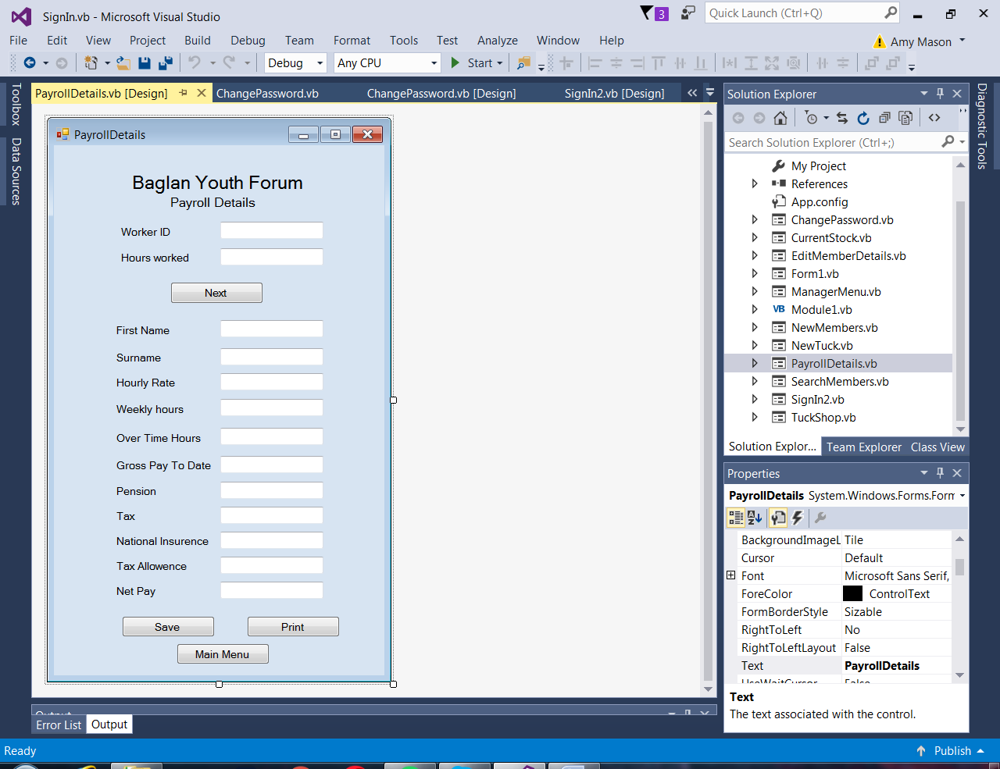 SignIn.vb - Microsoft Visual Studio
3
Quick Launch (Ctrl+Q)
File Edit View Project Build Debug Team Format Tools Test Analyze Window Help
Amy Mason
Debug Any CPU Start
Toolbox
Data Sources
PayrollDetails.vb [Design] ChangePassword.vb ChangePassword.vb [Design] SignIn2.vb [Design]
PayrollDetails
Baglan Youth Forum
Payroll Details
Worker ID
Hours worked
Next
First Name
Surname
Hourly Rate
Weekly hours
Over Time Hours
Gross Pay To Date
Pension
Tax
National Insurence
Tax Allowence
Net Pay
Save Print
Main Menu
Solution Explorer
Search Solution Explorer (Ctrl+;)
My Project
References
App.config
ChangePassword.vb
CurrentStock.vb
EditMemberDetails.vb
Form1.vb
ManagerMenu.vb
VB Module1.vb
NewMembers.vb
NewTuck.vb
PayrollDetails.vb
SearchMembers.vb
SignIn2.vb
TuckShop.vb
Solution Explor... Team Explorer Class View
Diagnostic Tools
Properties
PayrollDetails System.Windows.Forms.Form
BackgroundImageL Tile
Cursor Default
Font Microsoft Sans Serif,
ForeColor ControlText
FormBorderStyle Sizable
RightToLeft No
RightToLeftLayout False
Text PayrollDetails
UseWaitCursor False
Text
The text associated with the control.
Output
Error List Output
Ready
Publish